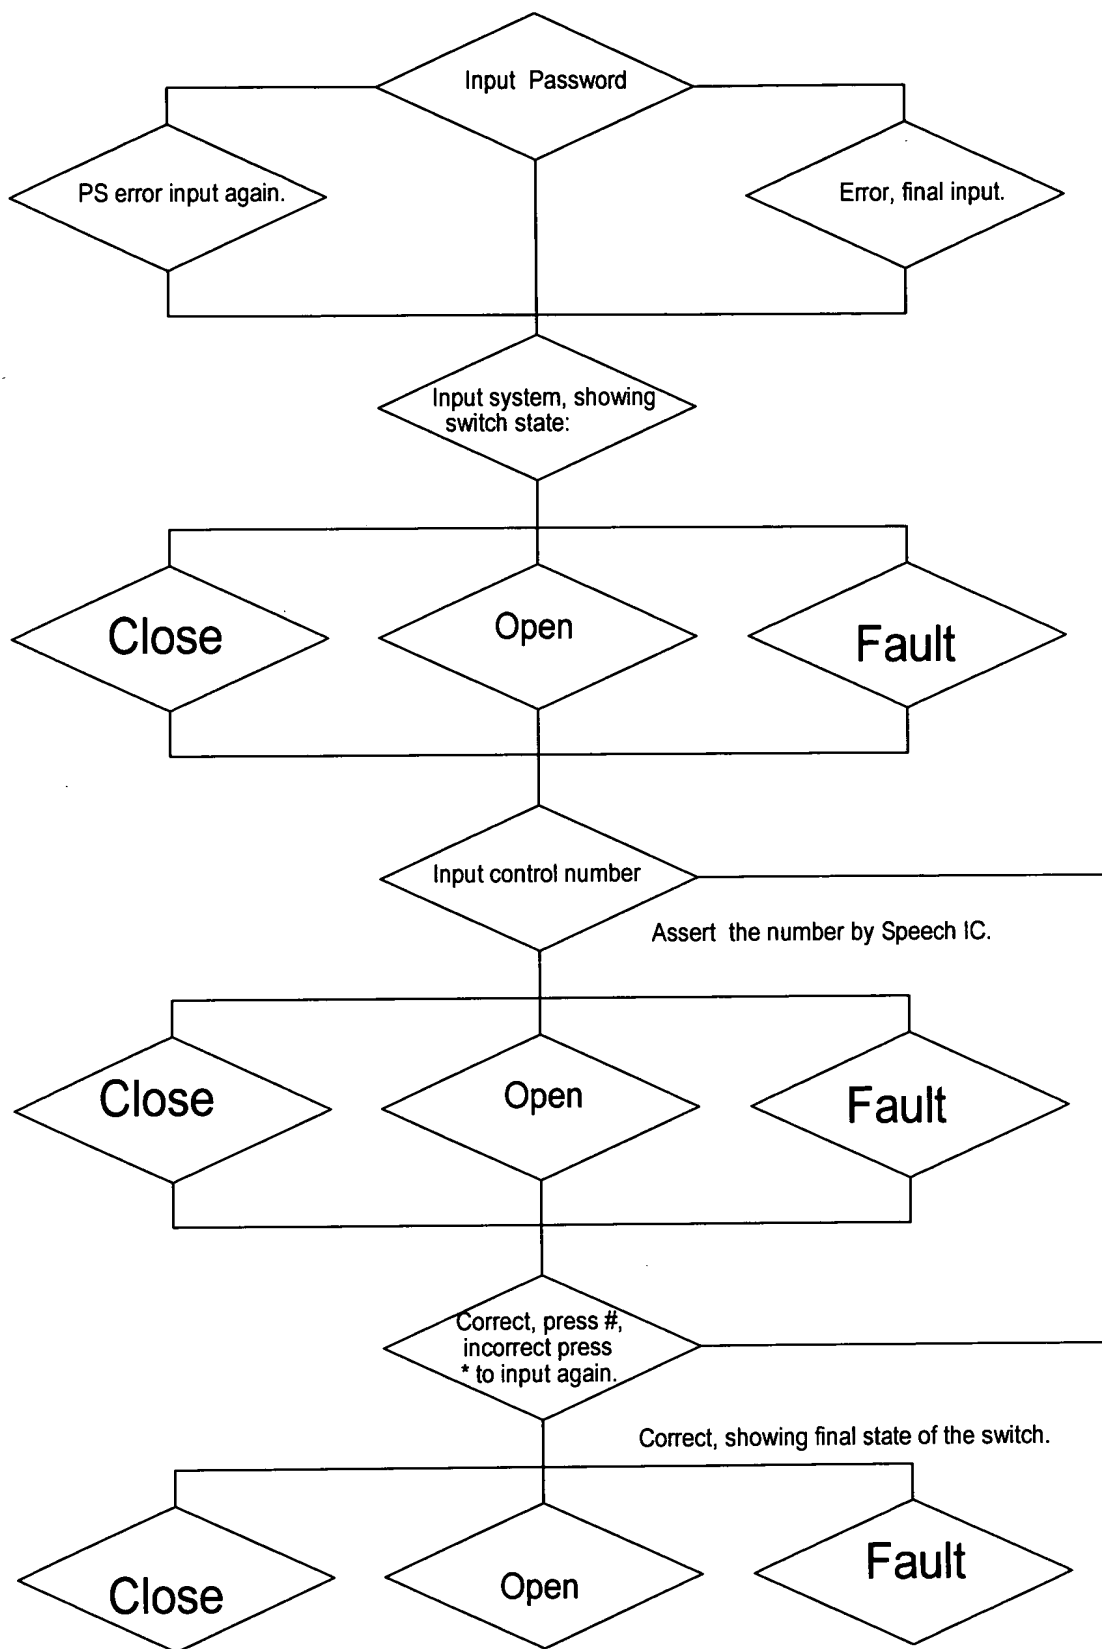 Input Password
PS error input again.
Error, final input.
Input system, showing
switch state:
Close
Open
Fault
Input control number
Assert the number by Speech IC.
Close
Open
Fault
Correct, press #,
incorrect press
* to input again.
Correct, showing final state of the switch.
Close
Open
Fault